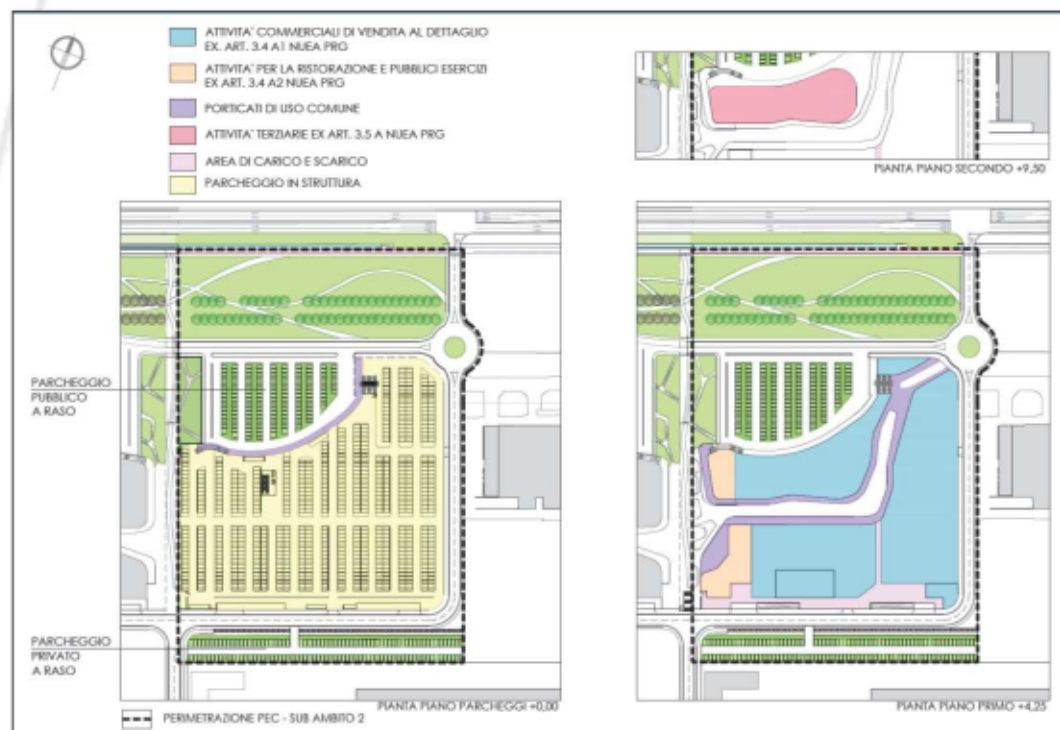 ATTIVITA' COMMERCIALI DI VENDITA AL DETTAGLIO
EX. ART. 3.4 A1 NUEA PRG
ATTIVITA' PER LA RISTORAZIONE E PUBBLICI ESERCIZI
EX ART. 3.4 A2 NUEA PRG
PORTICATI DI USO COMUNE
ATTIVITA' TERZIARIE EX ART. 3.5 A NUEA PRG
AREA DI CARICO E SCARICO
PARCHEGGIO IN STRUTTURA
PIANTA PIANO SECONDO +9,50
PARCHEGGIO
PUBBLICO
A RASO
PARCHEGGIO
PRIVATO
A RASO
PIANTA PIANO PARCHEGGI +0,00
PIANTA PIANO PRIMO +4,25
PERIMETRAZIONE PEC - SUB AMBITO 2